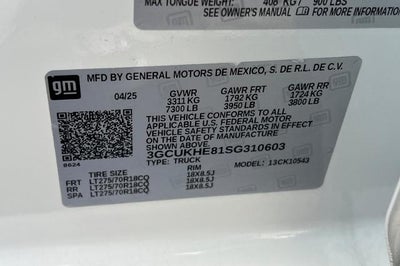 MAX TONGUE WEIGHT: 408 KG / 900 LBS
SEE OWNER'S MANUAL gm FOR MORE INFORMATION
gm
MFD BY GENERAL MOTORS DE MEXICO, S. DE R.L. DE C.V.
04/25 GVWR GAWR FRT GAWR RR
3311 KG 1792 KG 1724 KG
7300 LB 3950 LB 3800 LB
THIS VEHICLE CONFORMS TO ALL
APPLICABLE U.S. FEDERAL MOTOR
VEHICLE SAFETY STANDARDS IN
EFFECT ON THE DATE OF
MANUFACTURE SHOWN ABOVE.
3GCUKHE81SG310603
8624 TYPE: TRUCK 13CK10543
TIRE SIZE RIM
FRT LT275/70R18CQ 18X8.5J
RR LT275/70R18CQ 18X8.5J
SPA LT275/70R18CQ 18X8.5J